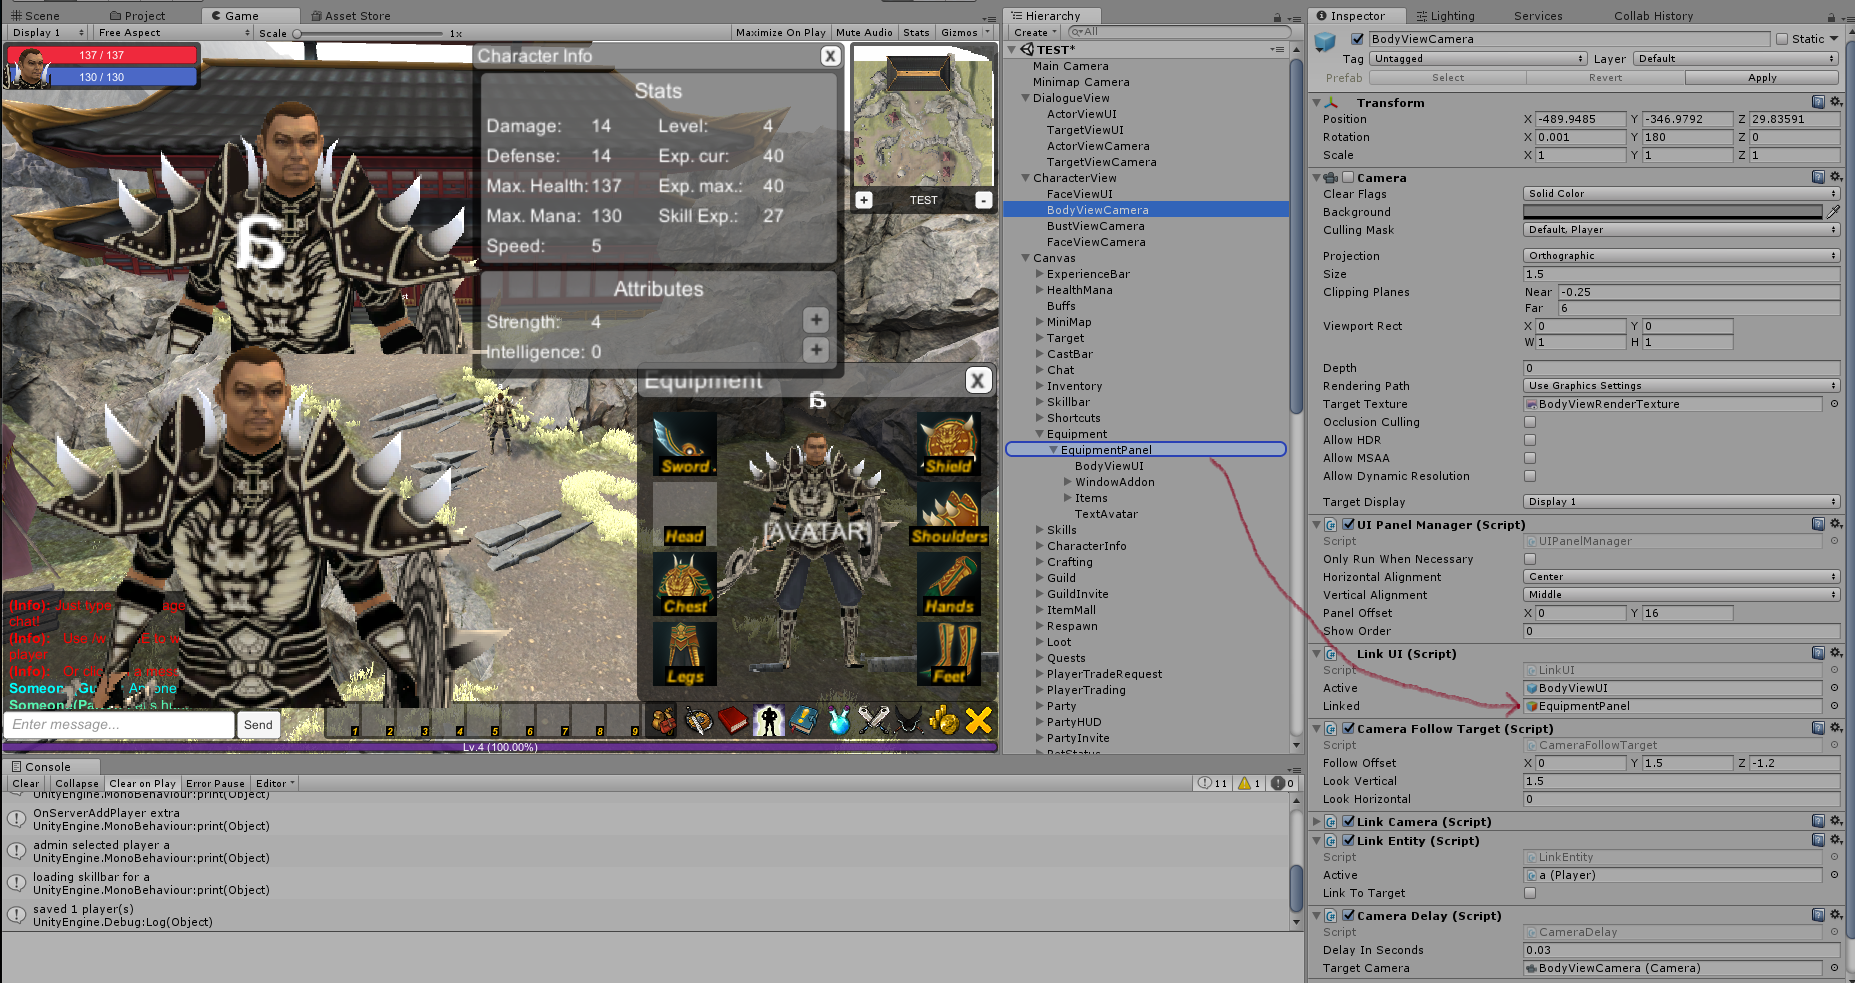 Scene Project Game Asset Store
Display 1 Free Aspect Scale 1x Maximize On Play Mute Audio Stats Gizmos
137 / 137
130 / 130
Character Info X
Stats
Damage: 14 Level: 4
Defense: 14 Exp. cur: 40
Max. Health: 137 Exp. max.: 40
Max. Mana: 130 Skill Exp.: 27
Speed: 5
Attributes
Strength: 4 +
Intelligence: 0 +
+ TEST -
Equipment X
a
a
Sword Shield
Head [AVATAR] Shoulders
Chest Hands
Legs Feet
(Info): Just type
chat!
(Info): Use
player
(Info):
Someone
Someone(Pa
Enter message... Send
1 2 3 4 5 6 7 8 9
Lv.4 (100.00%)
Console
Clear Collapse Clear on Play Error Pause Editor 11 1 0
UnityEngine.MonoBehaviour:print(Object)
OnServerAddPlayer extra
UnityEngine.MonoBehaviour:print(Object)
admin selected player a
UnityEngine.MonoBehaviour:print(Object)
loading skillbar for a
UnityEngine.MonoBehaviour:print(Object)
saved 1 player(s)
UnityEngine.Debug:Log(Object)
Hierarchy
Create All
TEST*
Main Camera
Minimap Camera
DialogueView
ActorViewUI
TargetViewUI
ActorViewCamera
TargetViewCamera
CharacterView
FaceViewUI
BodyViewCamera
BustViewCamera
FaceViewCamera
Canvas
ExperienceBar
HealthMana
Buffs
MiniMap
Target
CastBar
Chat
Inventory
Skillbar
Shortcuts
Equipment
EquipmentPanel
BodyViewUI
WindowAddon
Items
TextAvatar
Skills
CharacterInfo
Crafting
Guild
GuildInvite
ItemMall
Respawn
Loot
Quests
PlayerTradeRequest
PlayerTrading
Party
PartyHUD
PartyInvite
PetStatus
Inspector Lighting Services Collab History
BodyViewCamera Static
Tag Untagged Layer Default
Prefab Select Revert Apply
Transform
Position X -489.9485 Y -346.9792 Z 29.83591
Rotation X 0.001 Y 180 Z 0
Scale X 1 Y 1 Z 1
Camera
Clear Flags Solid Color
Background
Culling Mask Default, Player
Projection Orthographic
Size 1.5
Clipping Planes Near -0.25
Far 6
Viewport Rect X 0 Y 0
W 1 H 1
Depth 0
Rendering Path Use Graphics Settings
Target Texture BodyViewRenderTexture
Occlusion Culling
Allow HDR
Allow MSAA
Allow Dynamic Resolution
Target Display Display 1
UI Panel Manager (Script)
Script UIPanelManager
Only Run When Necessary
Horizontal Alignment Center
Vertical Alignment Middle
Panel Offset X 0 Y 16
Show Order 0
Link UI (Script)
Script LinkUI
Active BodyViewUI
Linked EquipmentPanel
Camera Follow Target (Script)
Script CameraFollowTarget
Follow Offset X 0 Y 1.5 Z -1.2
Look Vertical 1.5
Look Horizontal 0
Link Camera (Script)
Link Entity (Script)
Script LinkEntity
Active a (Player)
Link To Target
Camera Delay (Script)
Script CameraDelay
Delay In Seconds 0.03
Target Camera BodyViewCamera (Camera)